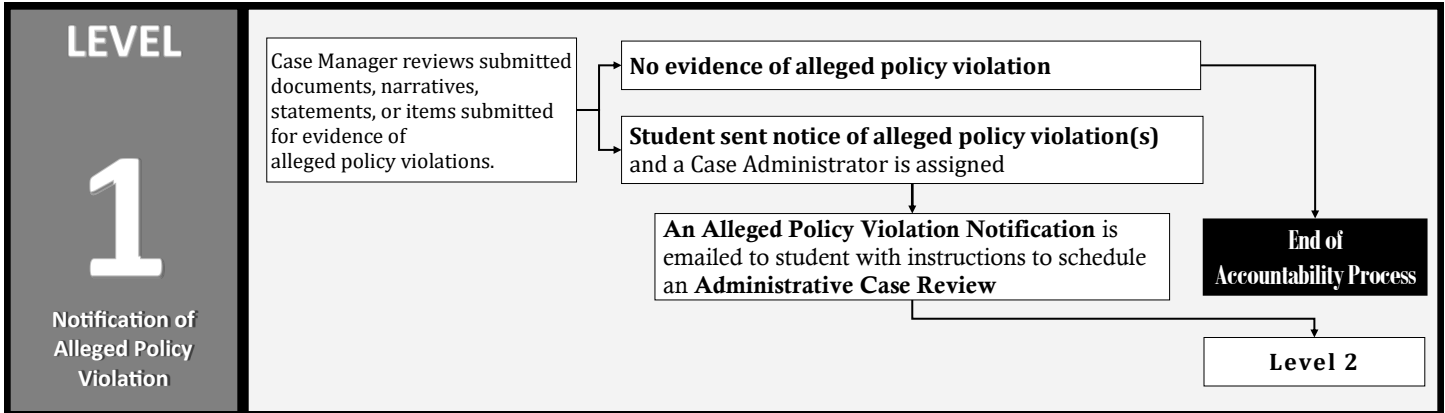 LEVEL
1
Notification of
Alleged Policy
Violation
Case Manager reviews submitted
documents, narratives,
statements, or items submitted
for evidence of
alleged policy violations.
No evidence of alleged policy violation
Student sent notice of alleged policy violation(s)
and a Case Administrator is assigned
An Alleged Policy Violation Notification is
emailed to student with instructions to schedule
an Administrative Case Review
End of
Accountability Process
Level 2